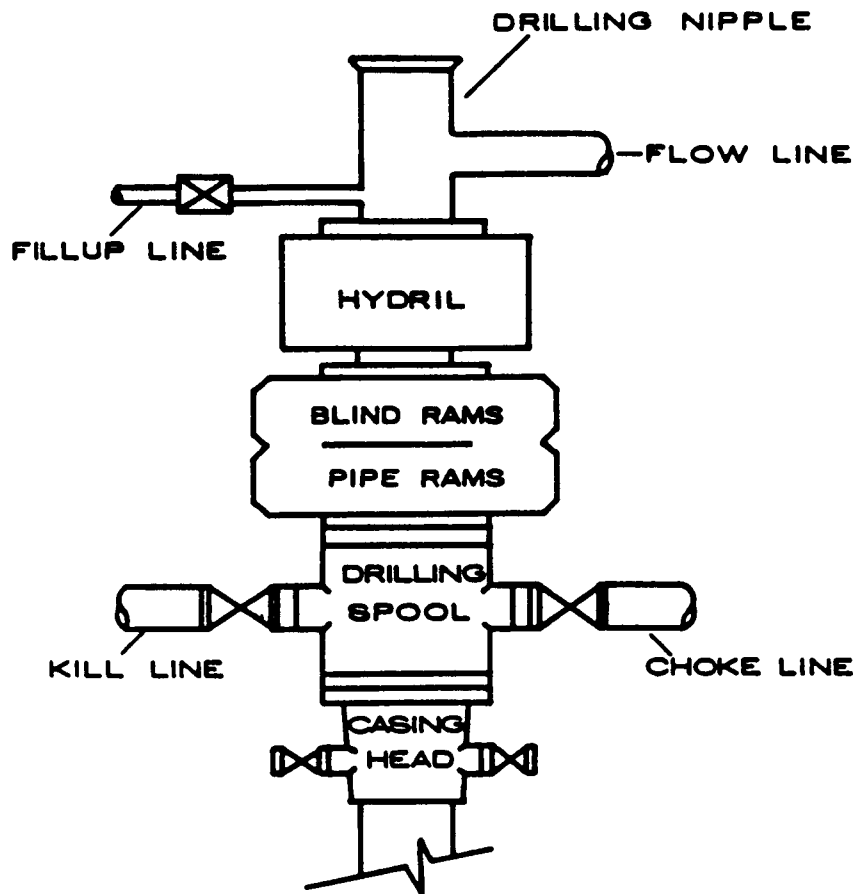 DRILLING NIPPLE
FLOW LINE
FILLUP LINE
HYDRIL
BLIND RAMS
PIPE RAMS
DRILLING
SPOOL
KILL LINE
CHOKE LINE
CASING
HEAD